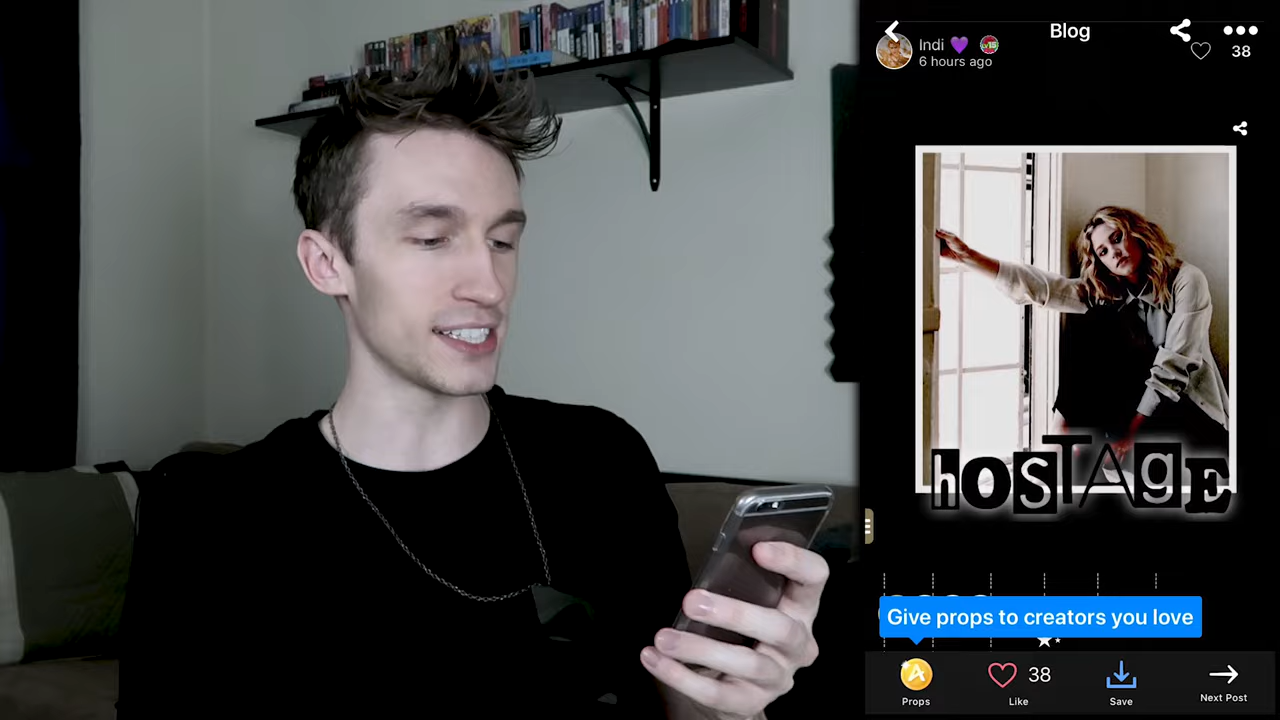 Blog
Indi
LV15
38
6 hours ago
hOSTAgE
Give props to creators you love
38
Props
Like
Save
Next Post